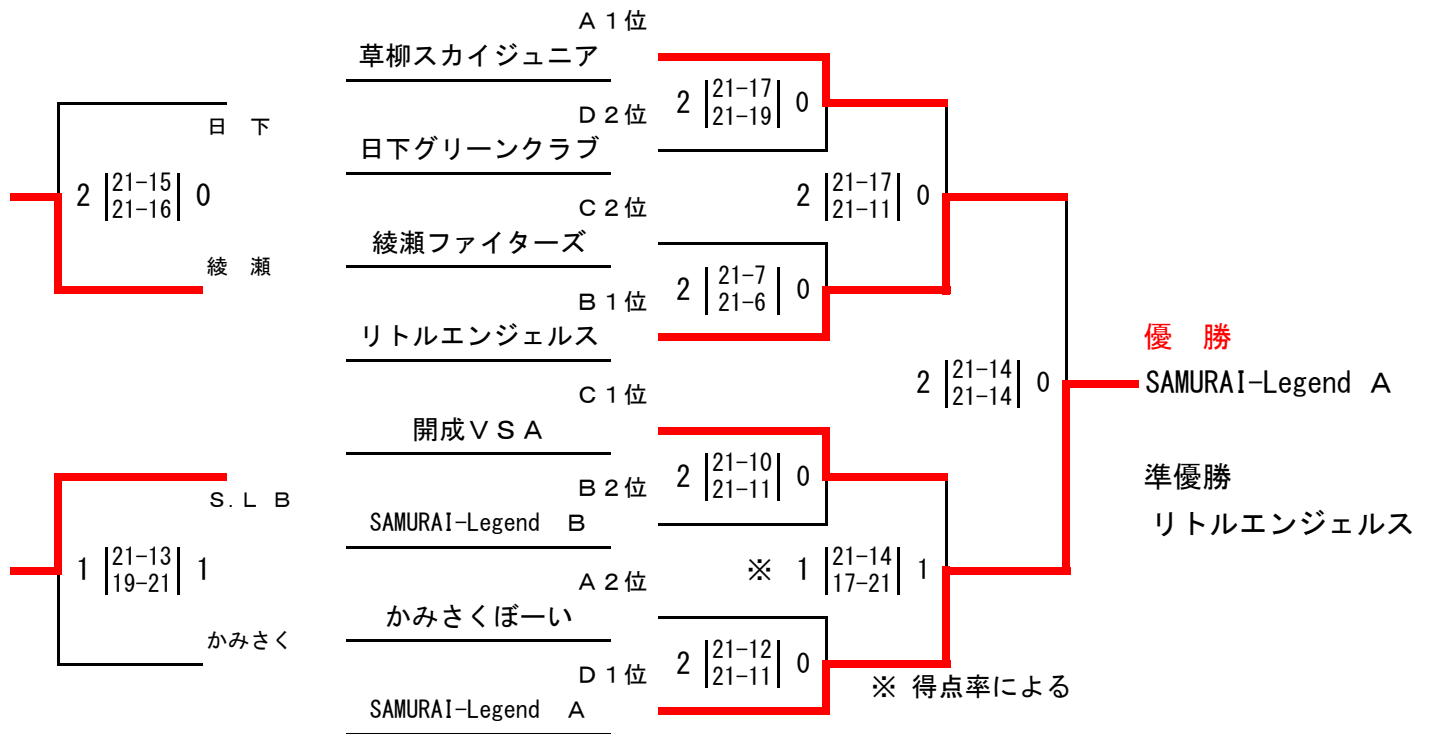 A１位
草柳スカイジュニア
D２位
日下グリーンクラブ
2 21-17 0
21-19
日 下
2 21-15 0
21-16
綾 瀬
C２位
綾瀬ファイターズ
B１位
リトルエンジェルス
2 21-7 0
21-6
2 21-17 0
21-11
C１位
開成ＶＳＡ
B２位
SAMURAI-Legend B
2 21-10 0
21-11
2 21-14 0
21-14
優 勝
SAMURAI-Legend A
準優勝
リトルエンジェルス
S.L B
1 21-13 1
19-21
かみさく
A２位
かみさくぼーい
D１位
SAMURAI-Legend A
2 21-12 0
21-11
※ 1 21-14 1
17-21
※ 得点率による